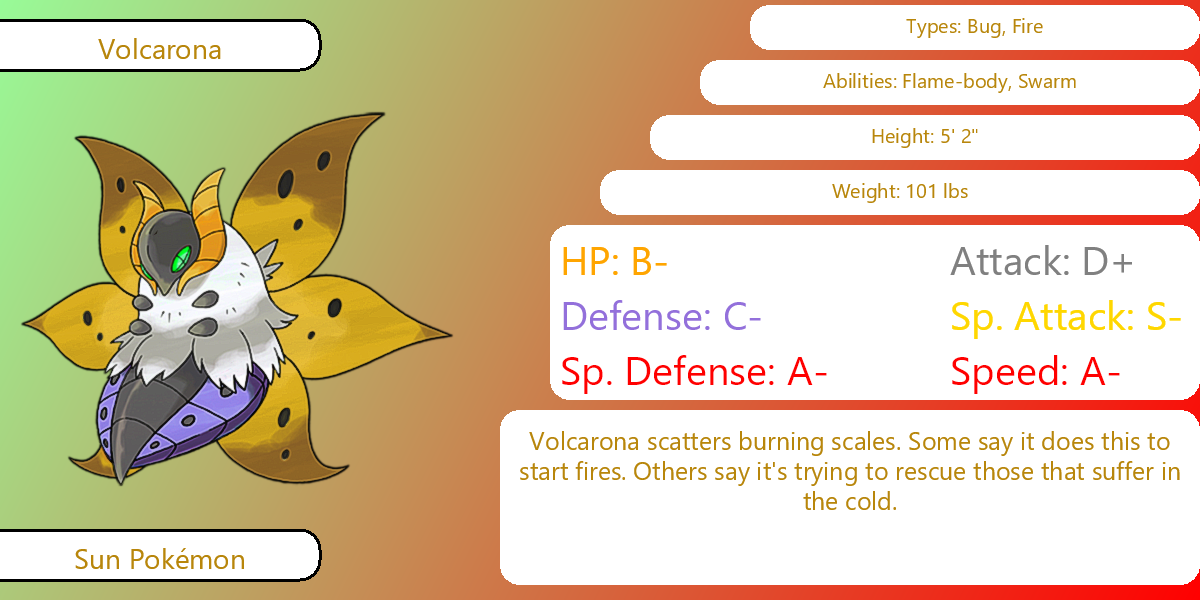 Volcarona
Types: Bug, Fire
Abilities: Flame-body, Swarm
Height: 5' 2"
Weight: 101 lbs
HP: B-
Attack: D+
Defense: C-
Sp. Attack: S-
Sp. Defense: A-
Speed: A-
Volcarona scatters burning scales. Some say it does this to
start fires. Others say it's trying to rescue those that suffer in
the cold.
Sun Pokémon